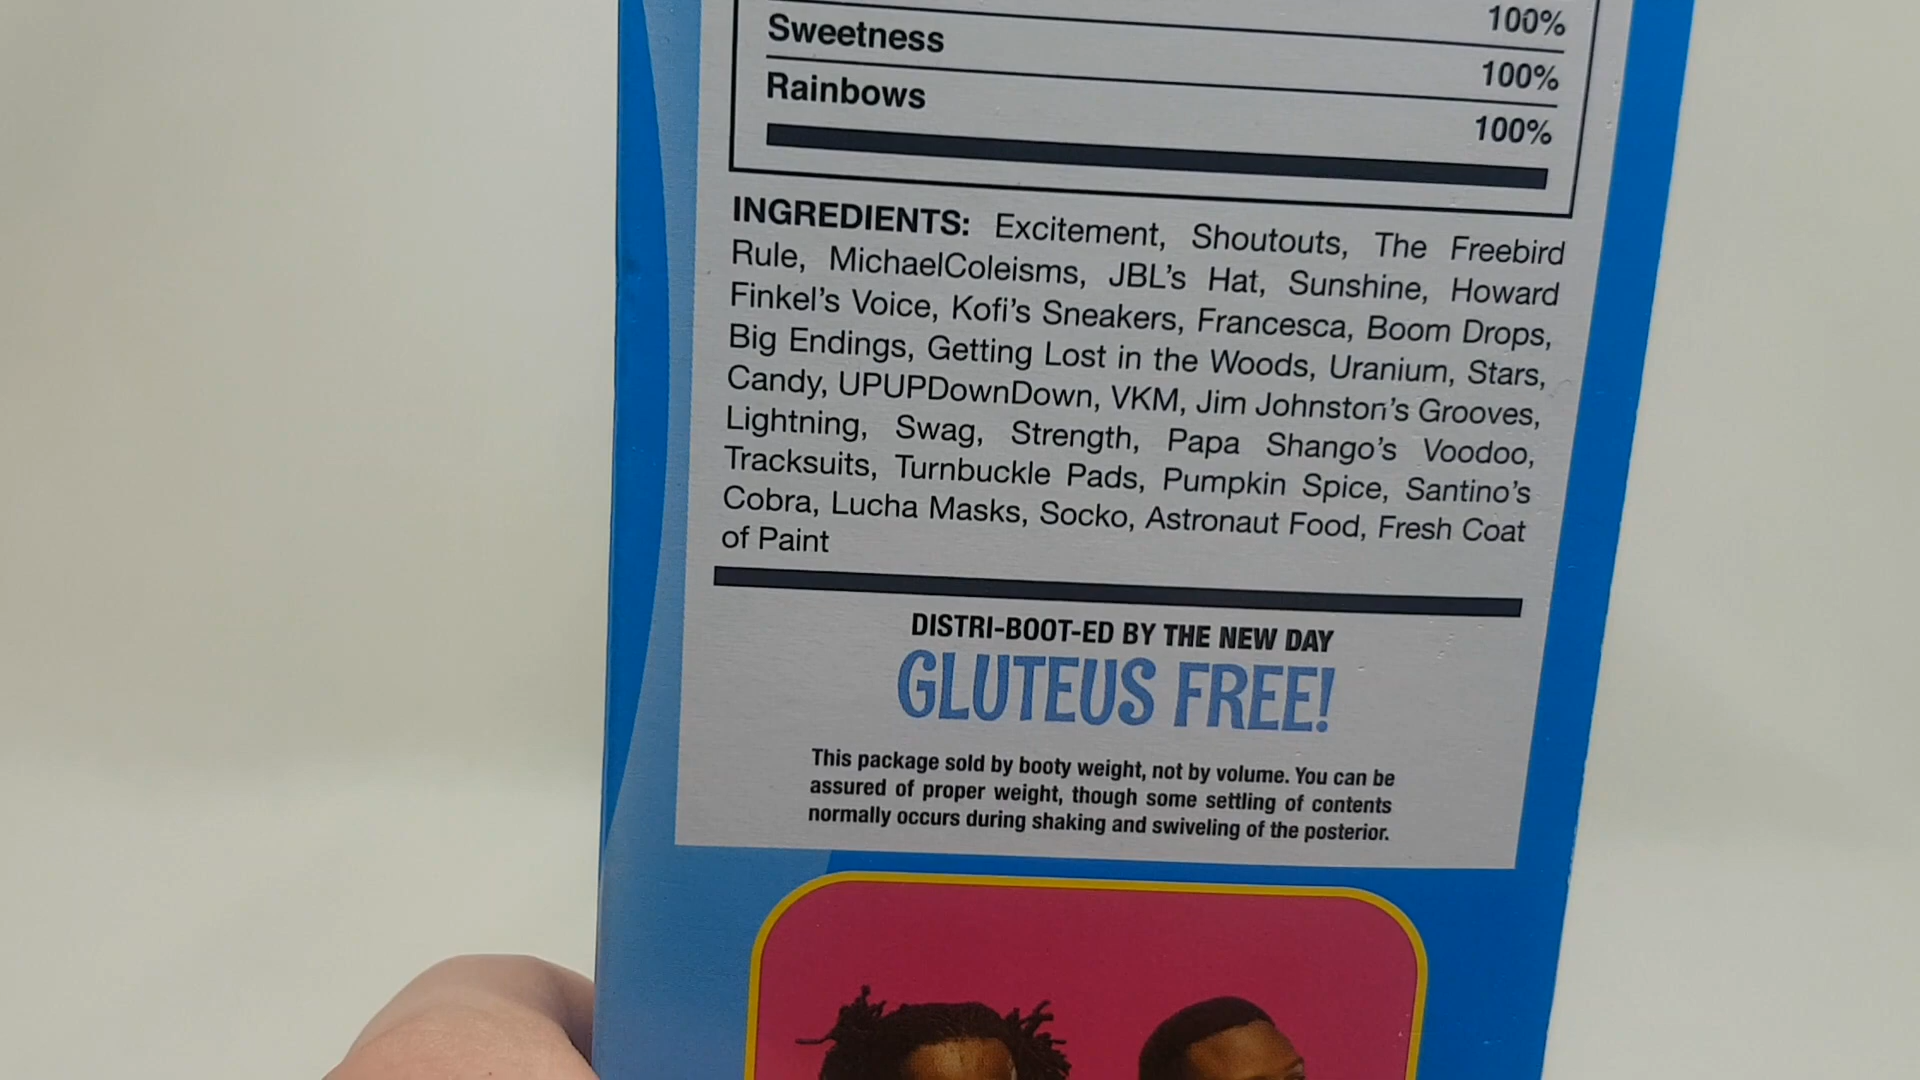 100%
Sweetness 100%
Rainbows 100%
INGREDIENTS: Excitement, Shoutouts, The Freebird
Rule, MichaelColeisms, JBL's Hat, Sunshine, Howard
Finkel's Voice, Kofi's Sneakers, Francesca, Boom Drops,
Big Endings, Getting Lost in the Woods, Uranium, Stars,
Candy, UPUPDownDown, VKM, Jim Johnston's Grooves,
Lightning, Swag, Strength, Papa Shango's Voodoo,
Tracksuits, Turnbuckle Pads, Pumpkin Spice, Santino's
Cobra, Lucha Masks, Socko, Astronaut Food, Fresh Coat
of Paint
DISTRI-BOOT-ED BY THE NEW DAY
GLUTEUS FREE!
This package sold by booty weight, not by volume. You can be
assured of proper weight, though some settling of contents
normally occurs during shaking and swiveling of the posterior.